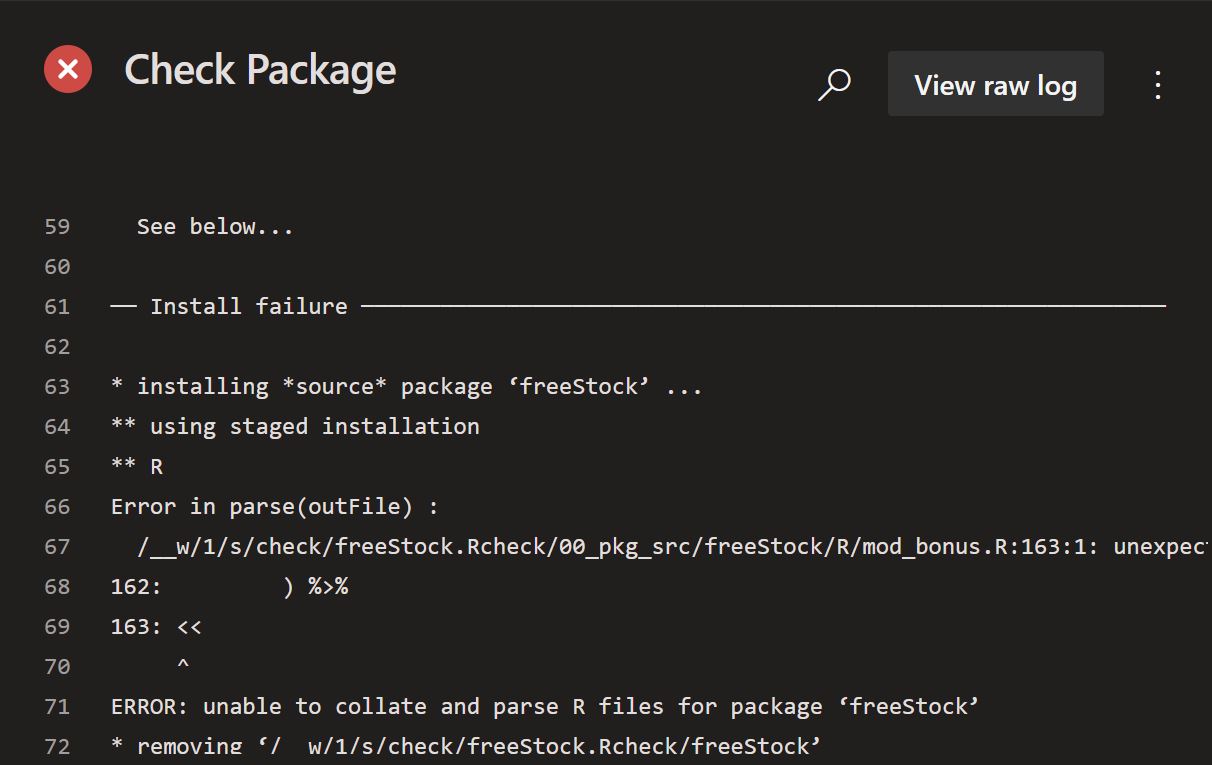 Check Package
View raw log
59 See below...
60
61 ── Install failure ─────────────────────────────────────────────────────────────
62
63 * installing *source* package ‘freeStock’ ...
64 ** using staged installation
65 ** R
66 Error in parse(outFile) :
67 /__w/1/s/check/freeStock.Rcheck/00_pkg_src/freeStock/R/mod_bonus.R:163:1: unexpec
68 162:         ) %>%
69 163: <<
70 ^
71 ERROR: unable to collate and parse R files for package ‘freeStock’
72 * removing ‘/__w/1/s/check/freeStock.Rcheck/freeStock’